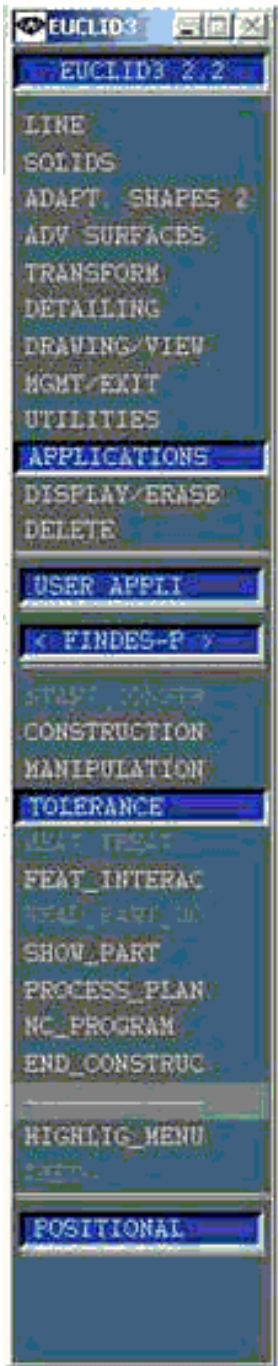 EUCLID3
EUCLID3 2.2
LINE
SOLIDS
ADAPT. SHAPES 2
ADV SURFACES
TRANSFORM
DETAILING
DRAWING/VIEW
MGMT/EXIT
UTILITIES
APPLICATIONS
DISPLAY/ERASE
DELETE
USER APPLI
< FINDES-P >
CONSTRUCTION
MANIPULATION
TOLERANCE
FEAT_INTERAC
SHOW_PART
PROCESS_PLAN
NC_PROGRAM
END_CONSTRUC
HIGHLIG_MENU
POSITIONAL